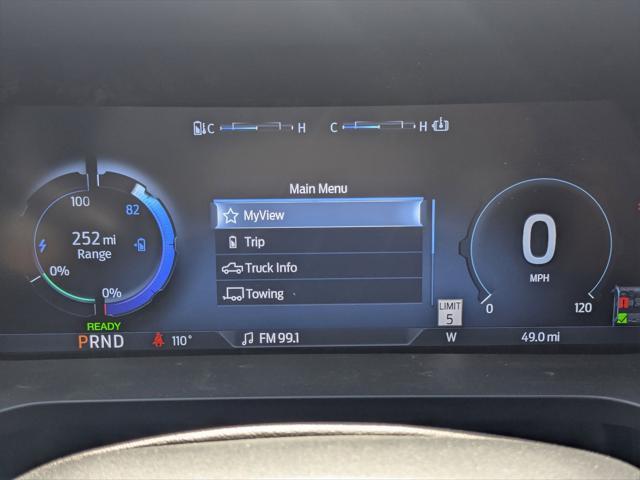 C H C H
Main Menu
MyView
Trip
Truck Info
Towing
100
82
252 mi
Range
0%
0%
0
MPH
0 120
LIMIT
5
READY
PRND 110° FM 99.1 W 49.0 mi